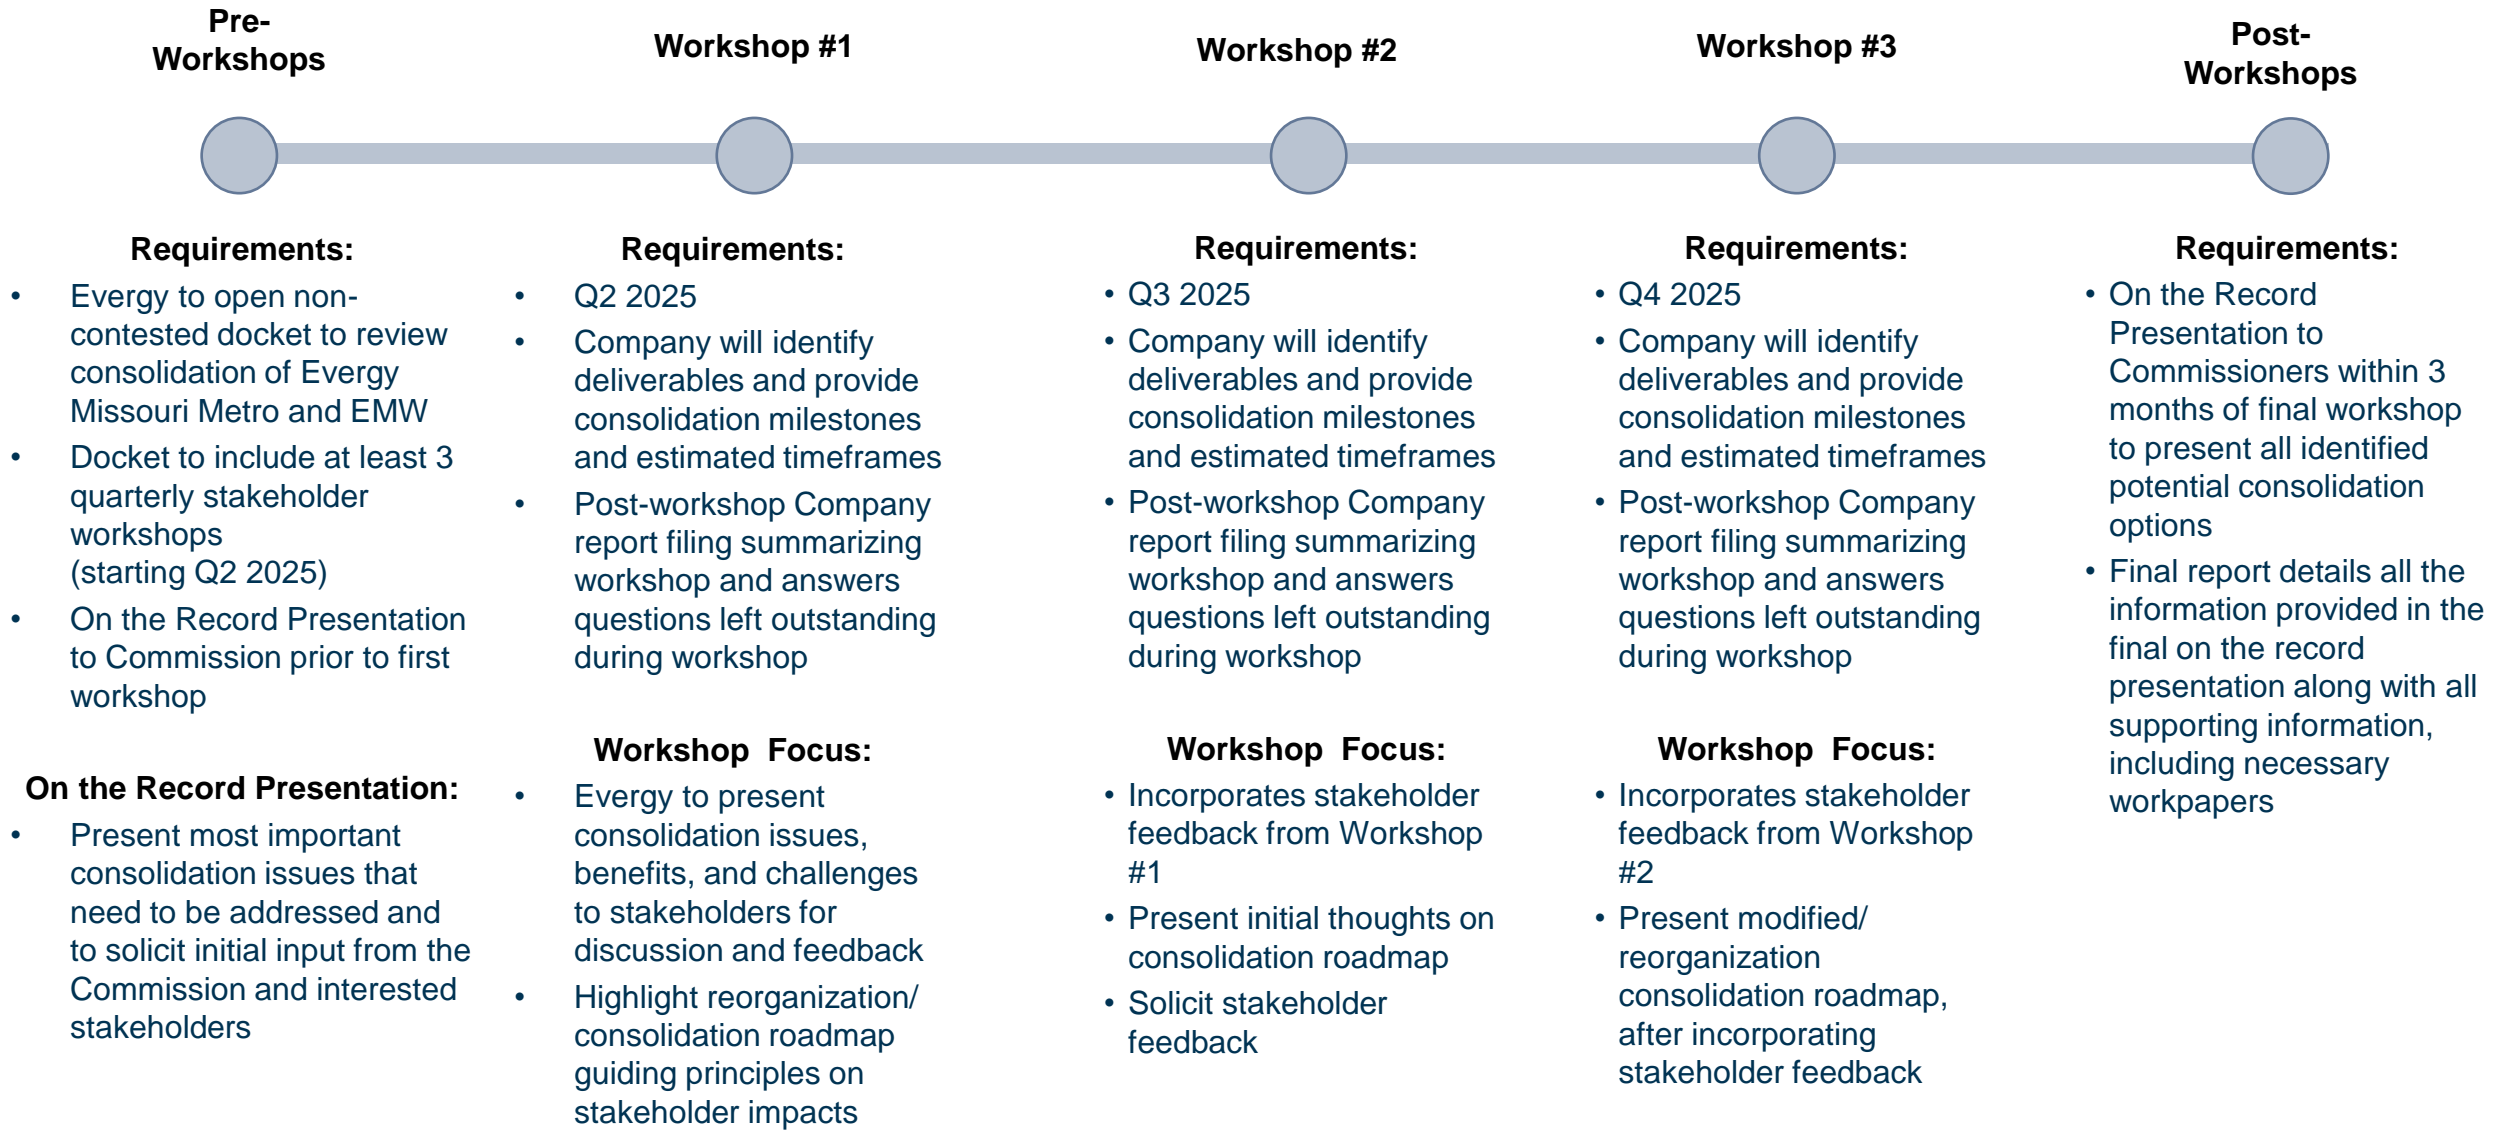 Pre-
Workshops
Requirements:
• Evergy to open non-
contested docket to review
consolidation of Evergy
Missouri Metro and EMW
• Docket to include at least 3
quarterly stakeholder
workshops
(starting Q2 2025)
• On the Record Presentation
to Commission prior to first
workshop
On the Record Presentation:
• Present most important
consolidation issues that
need to be addressed and
to solicit initial input from the
Commission and interested
stakeholders
Workshop #1
Requirements:
• Q2 2025
• Company will identify
deliverables and provide
consolidation milestones
and estimated timeframes
• Post-workshop Company
report filing summarizing
workshop and answers
questions left outstanding
during workshop
Workshop  Focus:
• Evergy to present
consolidation issues,
benefits, and challenges
to stakeholders for
discussion and feedback
• Highlight reorganization/
consolidation roadmap
guiding principles on
stakeholder impacts
Workshop #2
Requirements:
• Q3 2025
• Company will identify
deliverables and provide
consolidation milestones
and estimated timeframes
• Post-workshop Company
report filing summarizing
workshop and answers
questions left outstanding
during workshop
Workshop  Focus:
• Incorporates stakeholder
feedback from Workshop
#1
• Present initial thoughts on
consolidation roadmap
• Solicit stakeholder
feedback
Workshop #3
Requirements:
• Q4 2025
• Company will identify
deliverables and provide
consolidation milestones
and estimated timeframes
• Post-workshop Company
report filing summarizing
workshop and answers
questions left outstanding
during workshop
Workshop  Focus:
• Incorporates stakeholder
feedback from Workshop
#2
• Present modified/
reorganization
consolidation roadmap,
after incorporating
stakeholder feedback
Post-
Workshops
Requirements:
• On the Record
Presentation to
Commissioners within 3
months of final workshop
to present all identified
potential consolidation
options
• Final report details all the
information provided in the
final on the record
presentation along with all
supporting information,
including necessary
workpapers